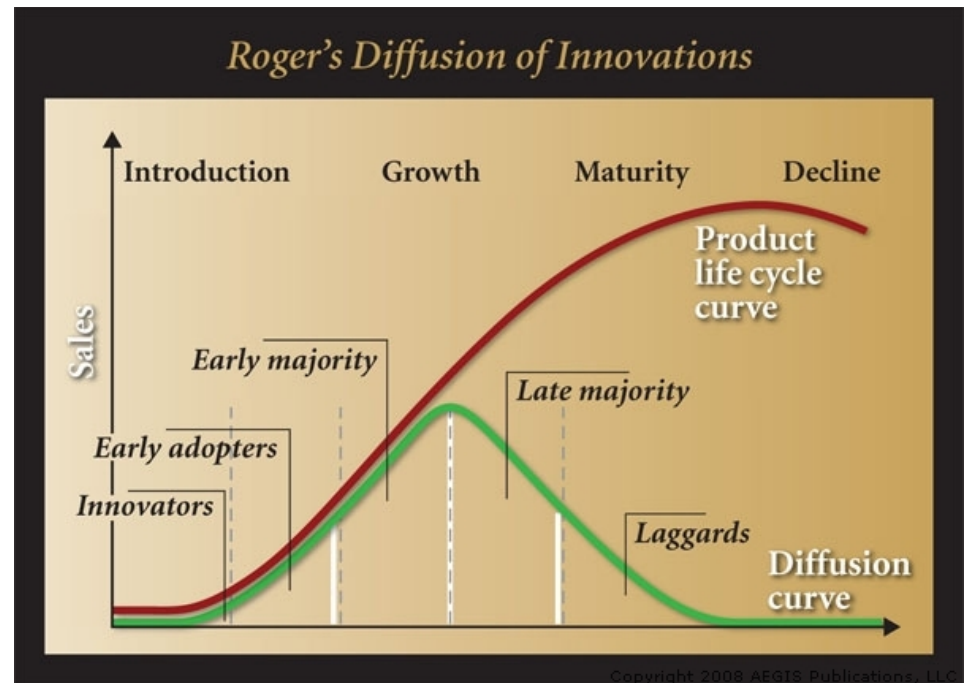 Roger's Diffusion of Innovations
Introduction Growth Maturity Decline
Product
life cycle
curve
Sales
Early majority
Late majority
Early adopters
Innovators
Laggards
Diffusion
curve
Copyright 2008 AEGIS Publications, LLC